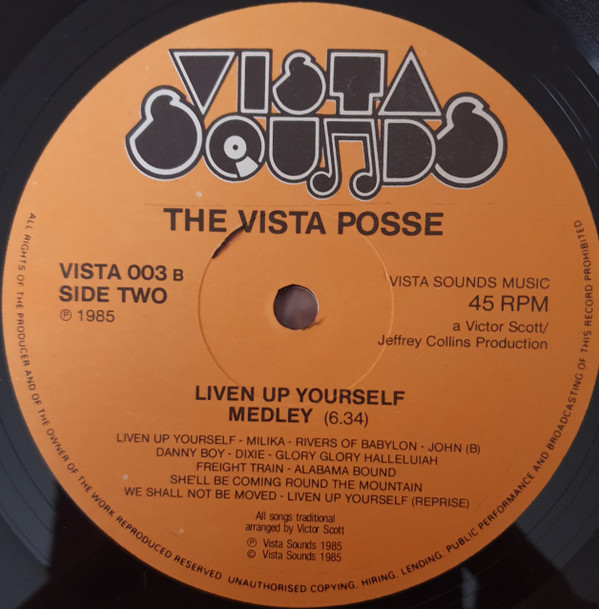 VISTA
SOUNDS
THE VISTA POSSE
VISTA 003 B
SIDE TWO
℗ 1985
VISTA SOUNDS MUSIC
45 RPM
a Victor Scott/
Jeffrey Collins Production
LIVEN UP YOURSELF
MEDLEY (6.34)
LIVEN UP YOURSELF - MILIKA - RIVERS OF BABYLON - JOHN (B)
DANNY BOY - DIXIE - GLORY GLORY HALLELUIAH
FREIGHT TRAIN - ALABAMA BOUND
SHE'LL BE COMING ROUND THE MOUNTAIN
WE SHALL NOT BE MOVED - LIVEN UP YOURSELF (REPRISE)
All songs traditional
arranged by Victor Scott
℗ Vista Sounds 1985
© Vista Sounds 1985
ALL RIGHTS OF THE PRODUCER AND OF THE OWNER OF THE WORK REPRODUCED RESERVED. UNAUTHORISED COPYING, HIRING, LENDING, PUBLIC PERFORMANCE AND BROADCASTING OF THIS RECORD PROHIBITED